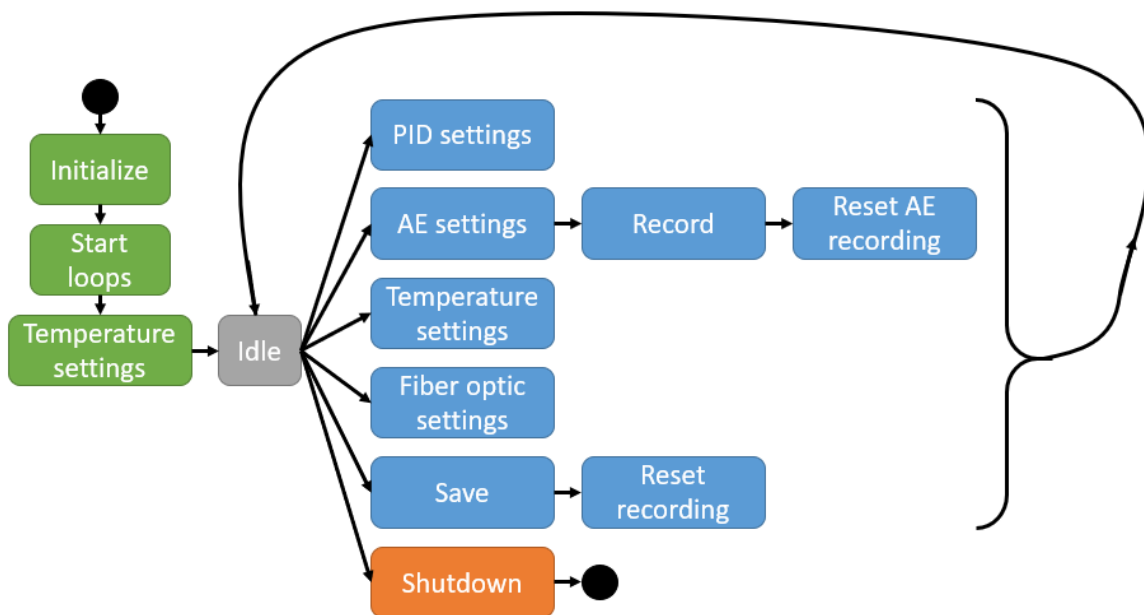 Initialize
Start
loops
Temperature
settings
Idle
PID settings
AE settings
Record
Reset AE
recording
Temperature
settings
Fiber optic
settings
Save
Reset
recording
Shutdown